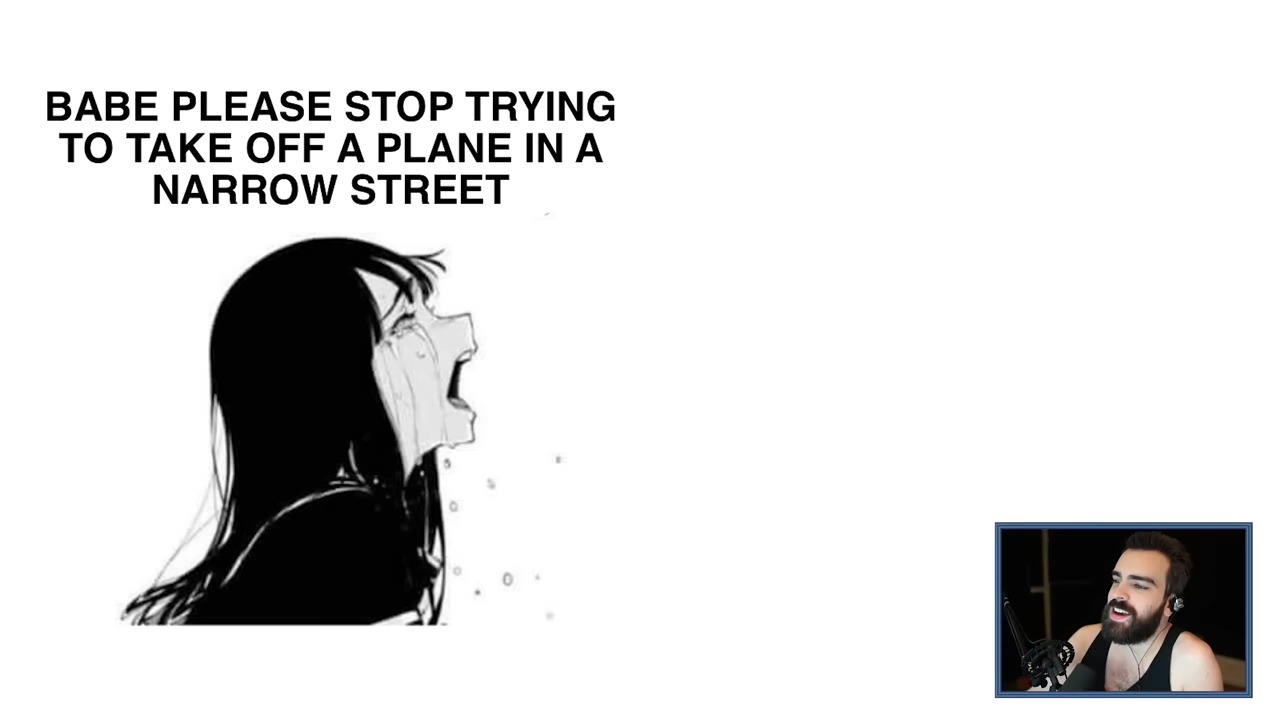 BABE PLEASE STOP TRYING
TO TAKE OFF A PLANE IN A
NARROW STREET